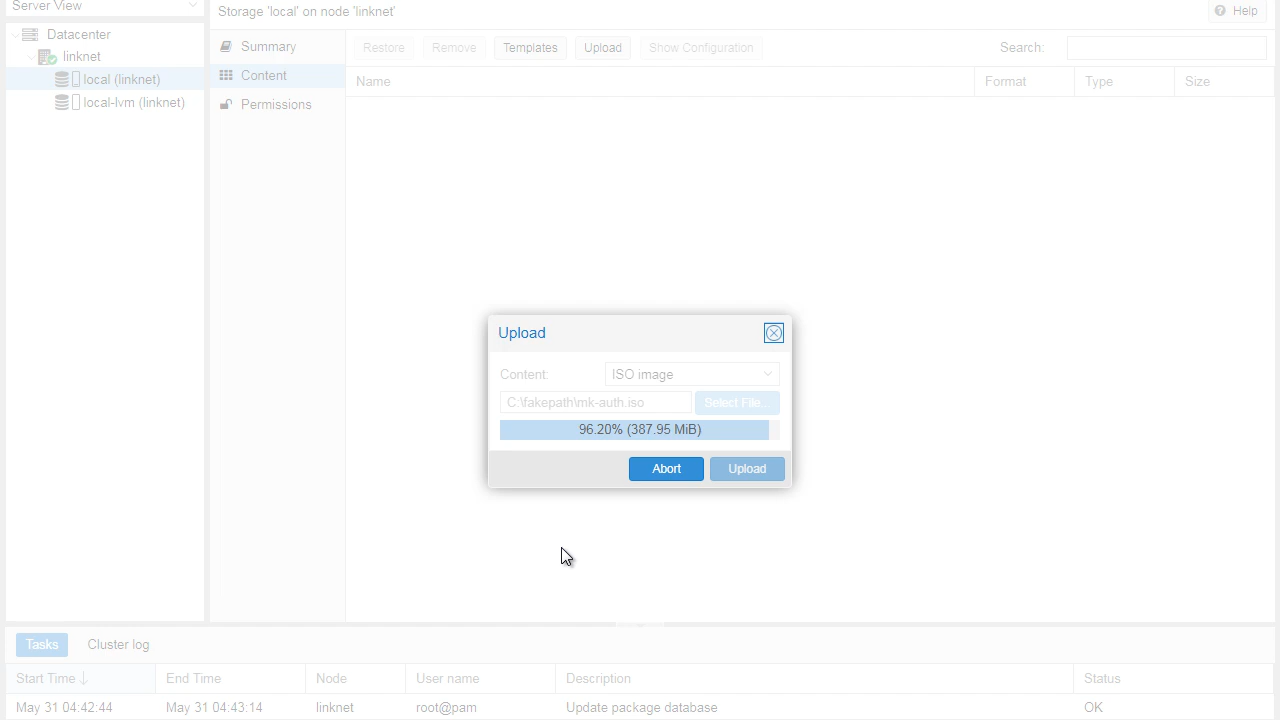 Server View
Storage 'local' on node 'linknet'
Help
Datacenter
linknet
local (linknet)
local-lvm (linknet)
Summary
Content
Permissions
Restore
Remove
Templates
Upload
Show Configuration
Search:
Name
Format
Type
Size
Upload
Content:
ISO image
C:\fakepath\mk-auth.iso
Select File...
96.20% (387.95 MiB)
Abort
Upload
Tasks
Cluster log
Start Time
End Time
Node
User name
Description
Status
May 31 04:42:44
May 31 04:43:14
linknet
root@pam
Update package database
OK